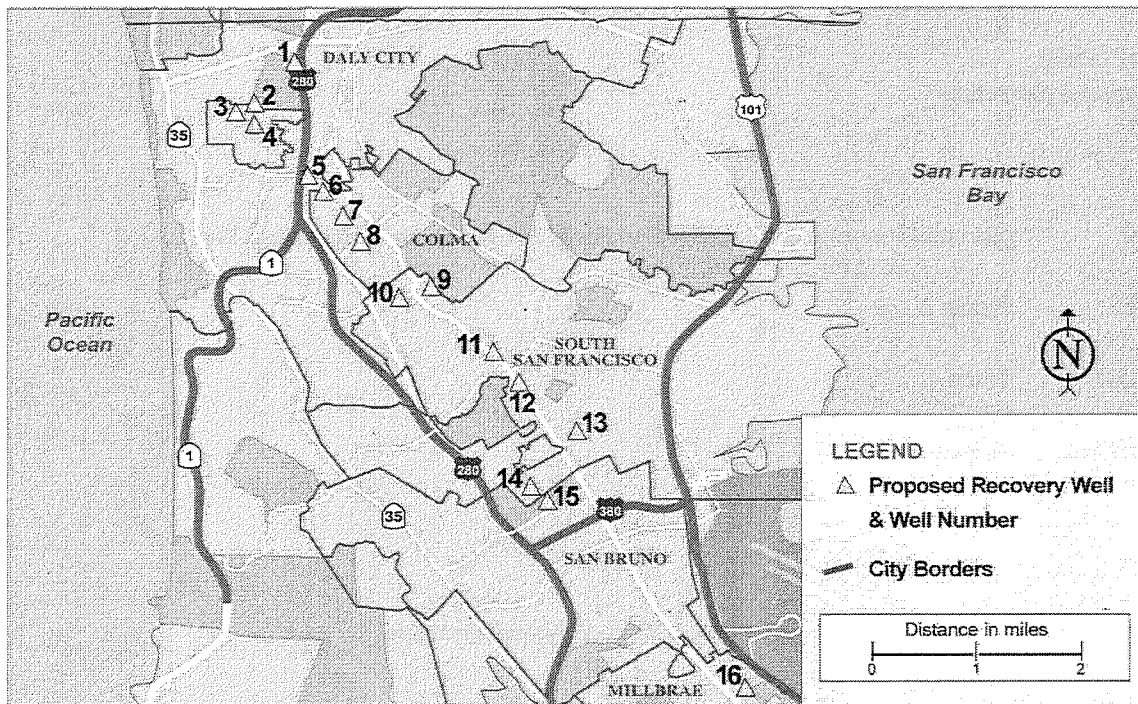 1
DALY CITY
280
101
2
3
4
35
5
6
San Francisco
Bay
7
8
COLMA
1
9
10
Pacific
Ocean
11
SOUTH
SAN FRANCISCO
N
12
13
1
280
14
15
35
380
SAN BRUNO
16
MILLBRAE
LEGEND
Proposed Recovery Well
& Well Number
City Borders
Distance in miles
0 1 2